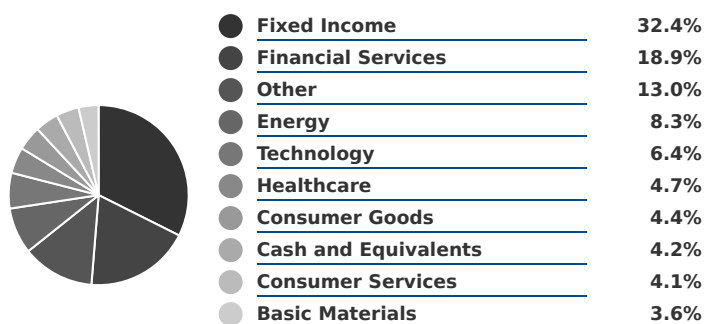 Fixed Income 32.4%
Financial Services 18.9%
Other 13.0%
Energy 8.3%
Technology 6.4%
Healthcare 4.7%
Consumer Goods 4.4%
Cash and Equivalents 4.2%
Consumer Services 4.1%
Basic Materials 3.6%